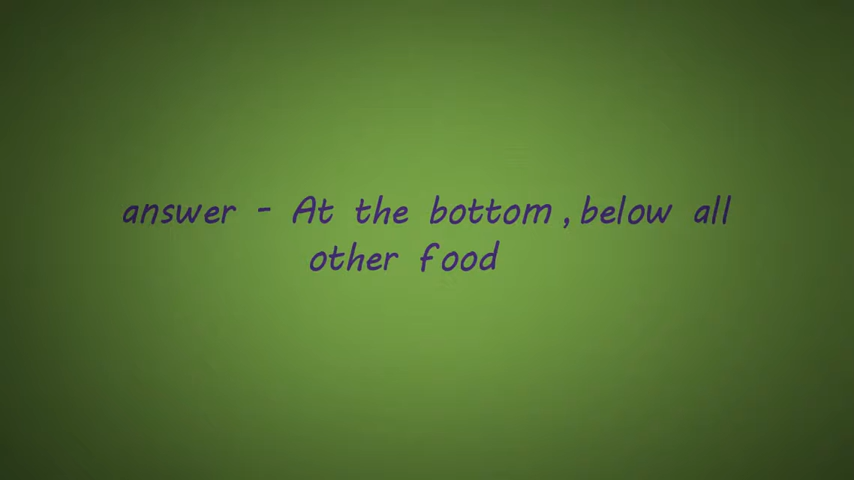 answer - At the bottom , below all
other food